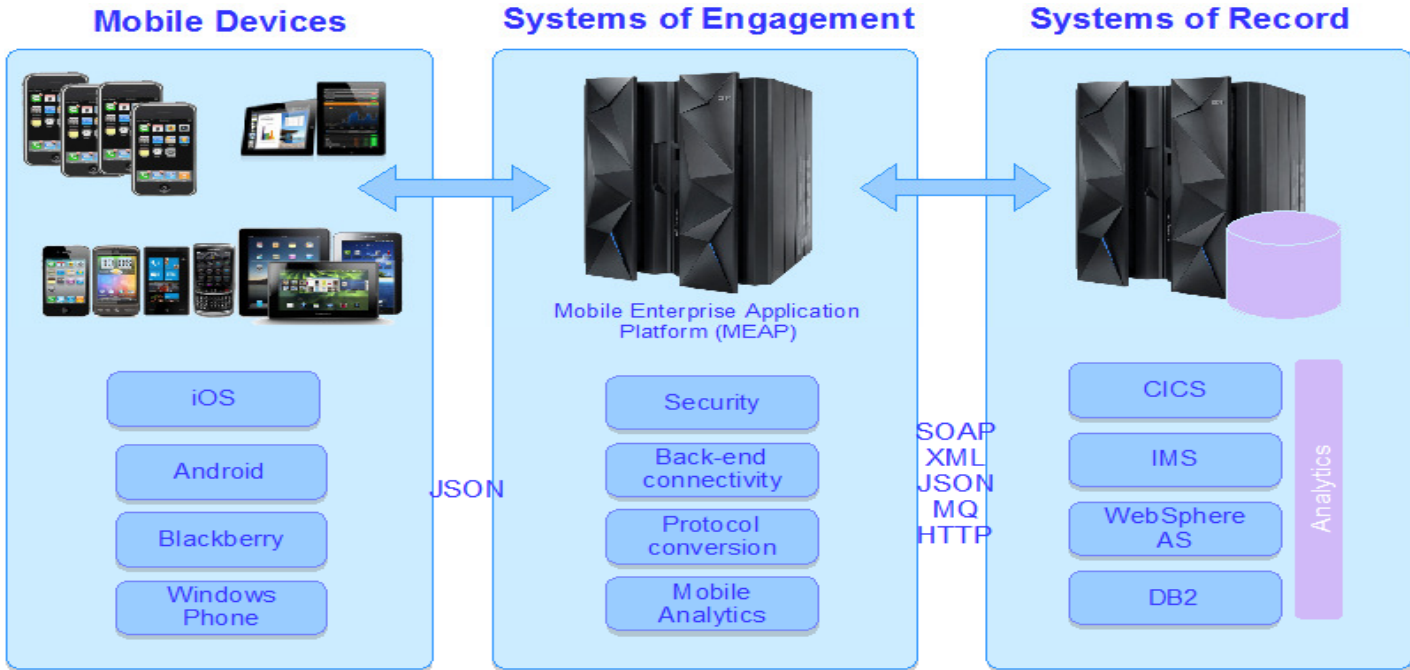 Mobile Devices
Systems of Engagement
Systems of Record
Mobile Enterprise Application
Platform (MEAP)
iOS
Android
Blackberry
Windows
Phone
JSON
Security
Back-end
connectivity
Protocol
conversion
Mobile
Analytics
SOAP
XML
JSON
MQ
HTTP
CICS
IMS
WebSphere
AS
DB2
Analytics